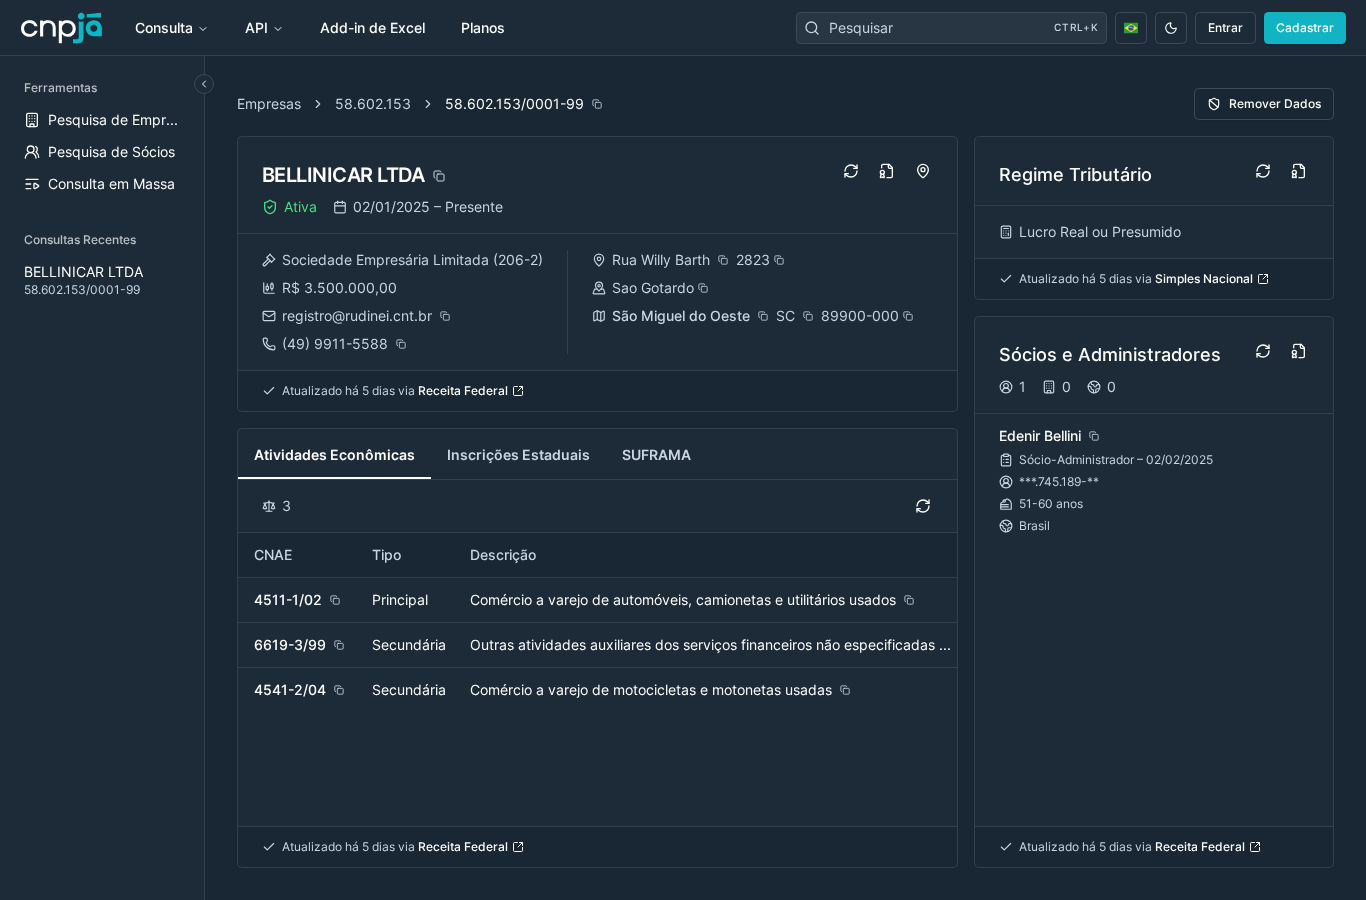 cnpjá
Consulta
API
Add-in de Excel
Planos
Pesquisar
CTRL+K
Entrar
Cadastrar
Ferramentas
Pesquisa de Empr...
Pesquisa de Sócios
Consulta em Massa
Consultas Recentes
BELLINICAR LTDA
58.602.153/0001-99
Empresas
58.602.153
58.602.153/0001-99
Remover Dados
BELLINICAR LTDA
Ativa
02/01/2025 – Presente
Sociedade Empresária Limitada (206-2)
R$ 3.500.000,00
registro@rudinei.cnt.br
(49) 9911-5588
Rua Willy Barth 2823
Sao Gotardo
São Miguel do Oeste SC 89900-000
Atualizado há 5 dias via Receita Federal
Atividades Econômicas
Inscrições Estaduais
SUFRAMA
3
CNAE Tipo Descrição
4511-1/02 Principal Comércio a varejo de automóveis, camionetas e utilitários usados
6619-3/99 Secundária Outras atividades auxiliares dos serviços financeiros não especificadas ...
4541-2/04 Secundária Comércio a varejo de motocicletas e motonetas usadas
Atualizado há 5 dias via Receita Federal
Regime Tributário
Lucro Real ou Presumido
Atualizado há 5 dias via Simples Nacional
Sócios e Administradores
1 0 0
Edenir Bellini
Sócio-Administrador – 02/02/2025
***.745.189-**
51-60 anos
Brasil
Atualizado há 5 dias via Receita Federal